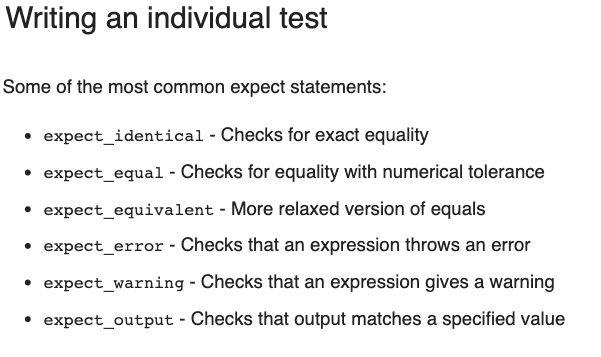 Writing an individual test
Some of the most common expect statements:
• expect_identical - Checks for exact equality
• expect_equal - Checks for equality with numerical tolerance
• expect_equivalent - More relaxed version of equals
• expect_error - Checks that an expression throws an error
• expect_warning - Checks that an expression gives a warning
• expect_output - Checks that output matches a specified value